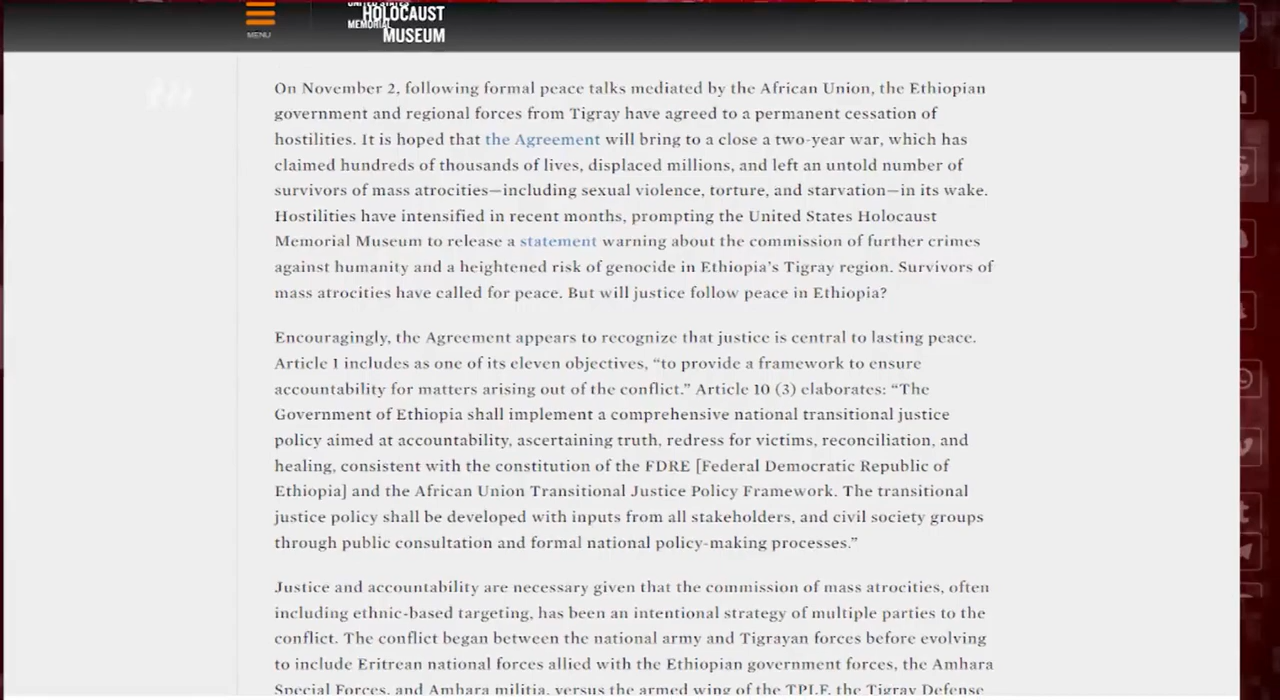 UNITED STATES
HOLOCAUST
MEMORIAL
MUSEUM
MENU
On November 2, following formal peace talks mediated by the African Union, the Ethiopian
government and regional forces from Tigray have agreed to a permanent cessation of
hostilities. It is hoped that the Agreement will bring to a close a two-year war, which has
claimed hundreds of thousands of lives, displaced millions, and left an untold number of
survivors of mass atrocities—including sexual violence, torture, and starvation—in its wake.
Hostilities have intensified in recent months, prompting the United States Holocaust
Memorial Museum to release a statement warning about the commission of further crimes
against humanity and a heightened risk of genocide in Ethiopia's Tigray region. Survivors of
mass atrocities have called for peace. But will justice follow peace in Ethiopia?
Encouragingly, the Agreement appears to recognize that justice is central to lasting peace.
Article 1 includes as one of its eleven objectives, “to provide a framework to ensure
accountability for matters arising out of the conflict.” Article 10 (3) elaborates: “The
Government of Ethiopia shall implement a comprehensive national transitional justice
policy aimed at accountability, ascertaining truth, redress for victims, reconciliation, and
healing, consistent with the constitution of the FDRE [Federal Democratic Republic of
Ethiopia] and the African Union Transitional Justice Policy Framework. The transitional
justice policy shall be developed with inputs from all stakeholders, and civil society groups
through public consultation and formal national policy-making processes.”
Justice and accountability are necessary given that the commission of mass atrocities, often
including ethnic-based targeting, has been an intentional strategy of multiple parties to the
conflict. The conflict began between the national army and Tigrayan forces before evolving
to include Eritrean national forces allied with the Ethiopian government forces, the Amhara
Special Forces, and Amhara militia, versus the armed wing of the TPLF, the Tigray Defense